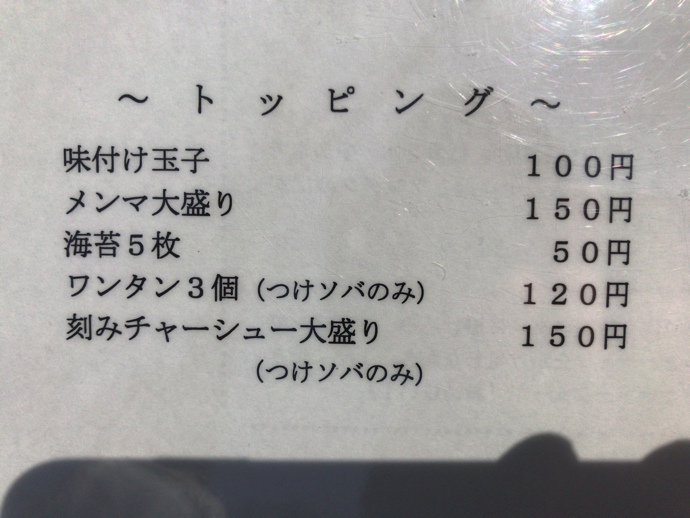 ～トッピング～
味付け玉子 １００円
メンマ大盛り １５０円
海苔５枚 ５０円
ワンタン３個（つけソバのみ） １２０円
刻みチャーシュー大盛り １５０円
（つけソバのみ）